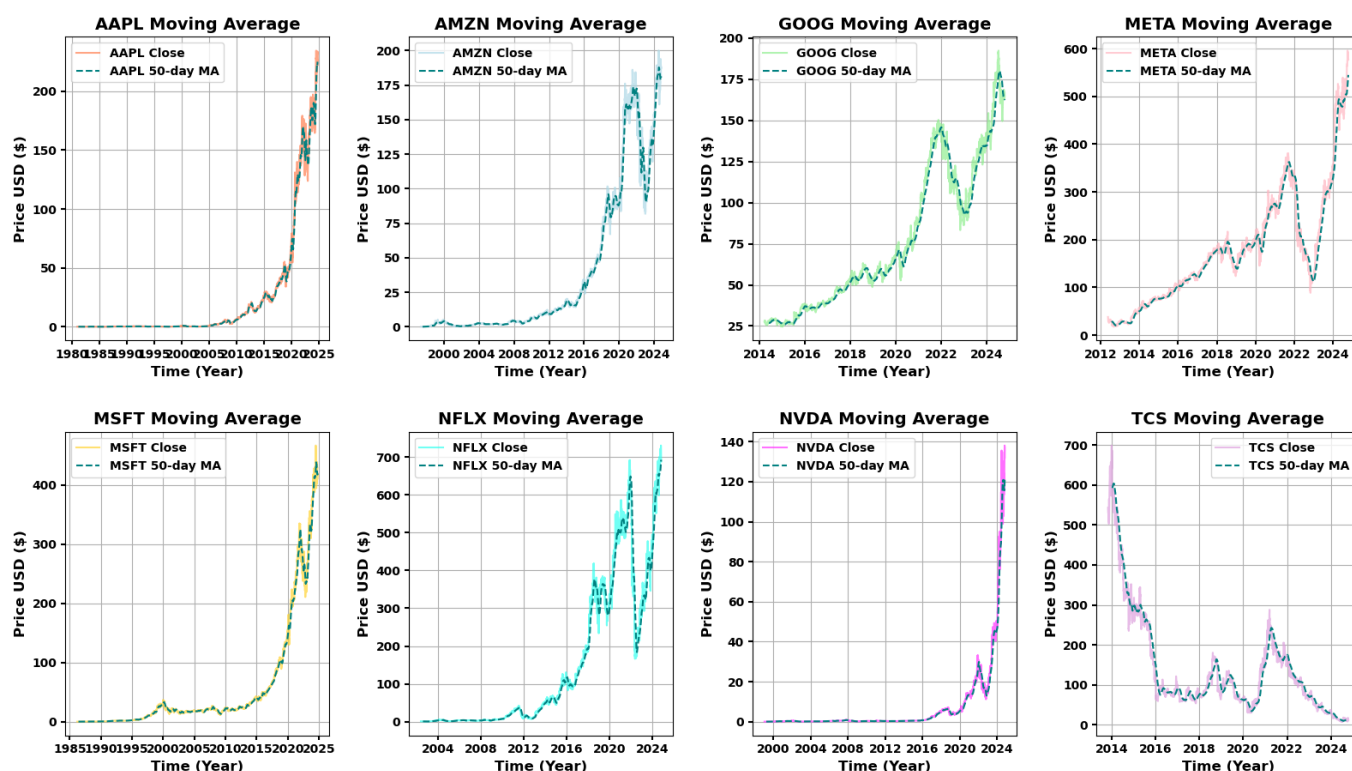 AAPL Moving Average
AAPL Close
AAPL 50-day MA
Price USD ($)
200
150
100
50
0
1980 1985 1990 1995 2000 2005 2010 2015 2020 2025
Time (Year)
AMZN Moving Average
AMZN Close
AMZN 50-day MA
Price USD ($)
200
175
150
125
100
75
50
25
0
2000 2004 2008 2012 2016 2020 2024
Time (Year)
GOOG Moving Average
GOOG Close
GOOG 50-day MA
Price USD ($)
200
175
150
125
100
75
50
25
2014 2016 2018 2020 2022 2024
Time (Year)
META Moving Average
META Close
META 50-day MA
Price USD ($)
600
500
400
300
200
100
0
2012 2014 2016 2018 2020 2022 2024
Time (Year)
MSFT Moving Average
MSFT Close
MSFT 50-day MA
Price USD ($)
400
300
200
100
0
1985 1990 1995 2000 2005 2010 2015 2020 2025
Time (Year)
NFLX Moving Average
NFLX Close
NFLX 50-day MA
Price USD ($)
700
600
500
400
300
200
100
0
2004 2008 2012 2016 2020 2024
Time (Year)
NVDA Moving Average
NVDA Close
NVDA 50-day MA
Price USD ($)
140
120
100
80
60
40
20
0
2000 2004 2008 2012 2016 2020 2024
Time (Year)
TCS Moving Average
TCS Close
TCS 50-day MA
Price USD ($)
700
600
500
400
300
200
100
0
2014 2016 2018 2020 2022 2024
Time (Year)